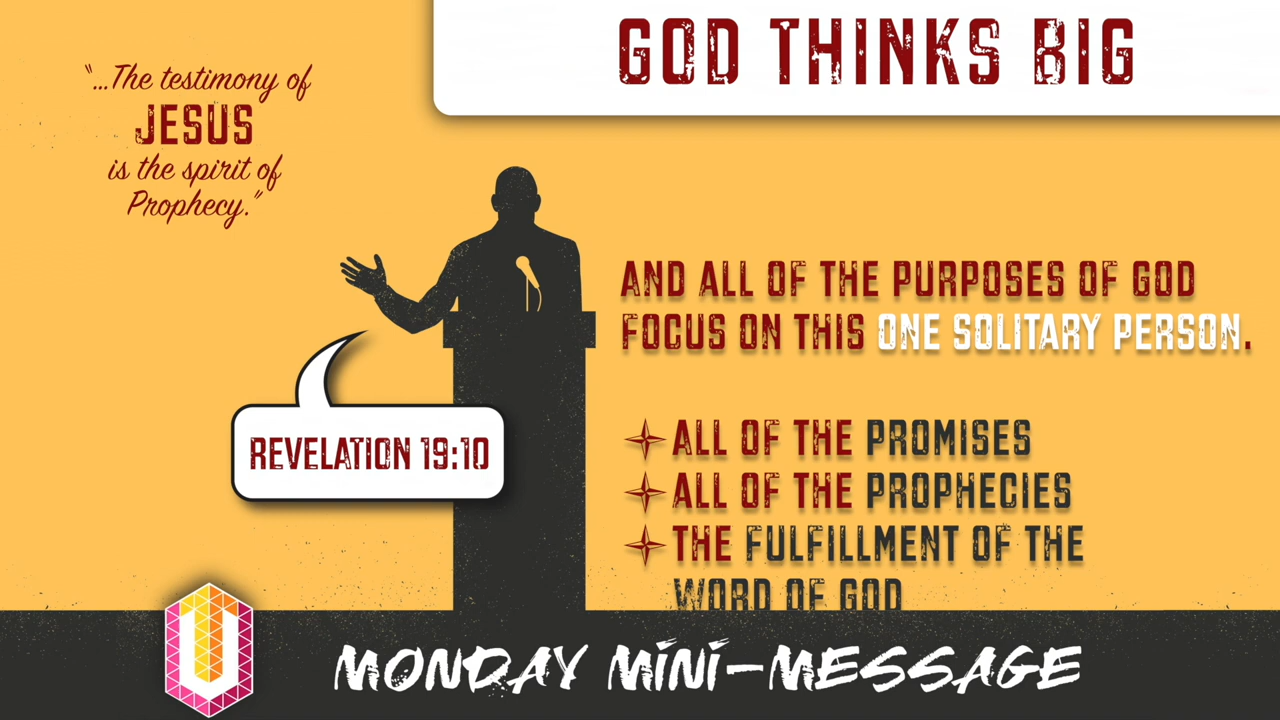 GOD THINKS BIG
"...The testimony of
JESUS
is the spirit of
Prophecy."
AND ALL OF THE PURPOSES OF GOD
FOCUS ON THIS ONE SOLITARY PERSON.
REVELATION 19:10
ALL OF THE PROMISES
ALL OF THE PROPHECIES
THE FULFILLMENT OF THE
WORD OF GOD
U
MONDAY MINI-MESSAGE